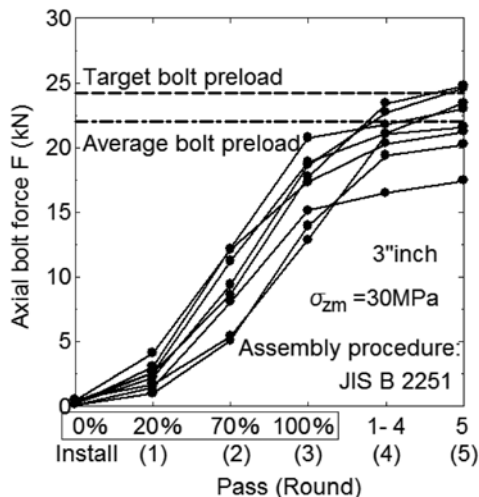 30
25
20
15
10
5
0
Axial bolt force F (kN)
Target bolt preload
Average bolt preload
3"inch
σzm =30MPa
Assembly procedure:
JIS B 2251
0% 20% 70% 100% 1- 4 5
Install (1) (2) (3) (4) (5)
Pass (Round)